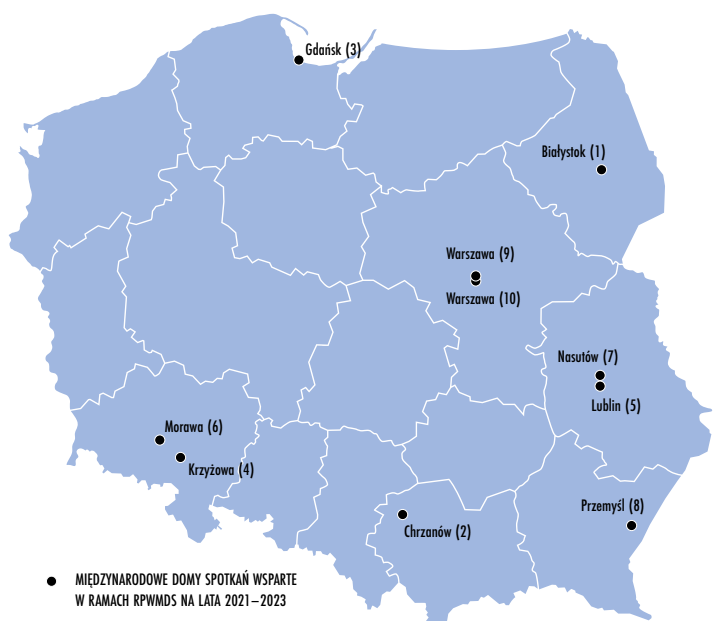 Gdańsk (3)
Białystok (1)
Warszawa (9)
Warszawa (10)
Nasutów (7)
Lublin (5)
Morawa (6)
Krzyżowa (4)
Przemyśl (8)
Chrzanów (2)
MIĘDZYNARODOWE DOMY SPOTKAŃ WSPARTE
W RAMACH RPWMDS NA LATA 2021–2023